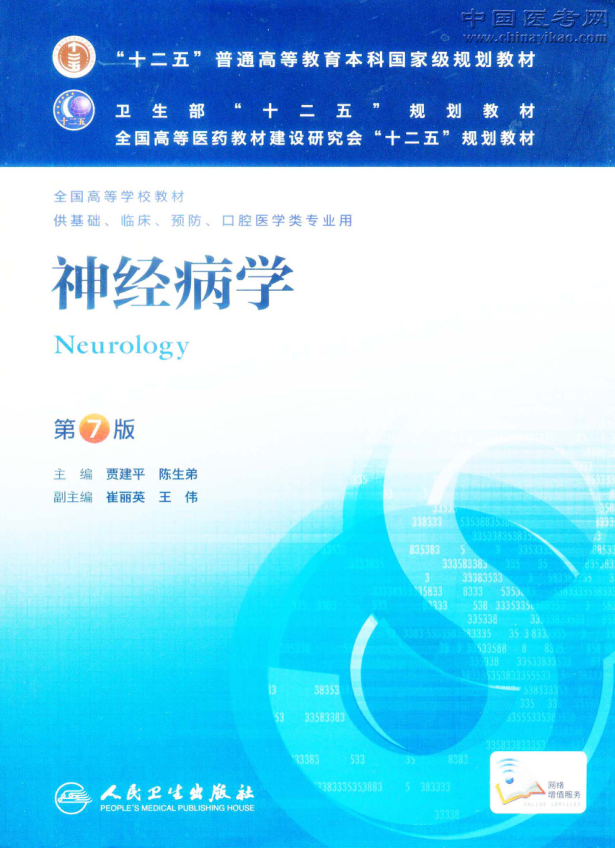 中国医考网
www.chinayikao.com
“十二五”普通高等教育本科国家级规划教材
十二五
卫生部“十二五”规划教材
全国高等医药教材建设研究会“十二五”规划教材
全国高等学校教材
供基础、临床、预防、口腔医学类专业用
神经病学
Neurology
第7版
主 编 贾建平 陈生弟
副主编 崔丽英 王 伟
人民卫生出版社
PEOPLE'S MEDICAL PUBLISHING HOUSE
网络
增值服务
ONLINE SERVICES